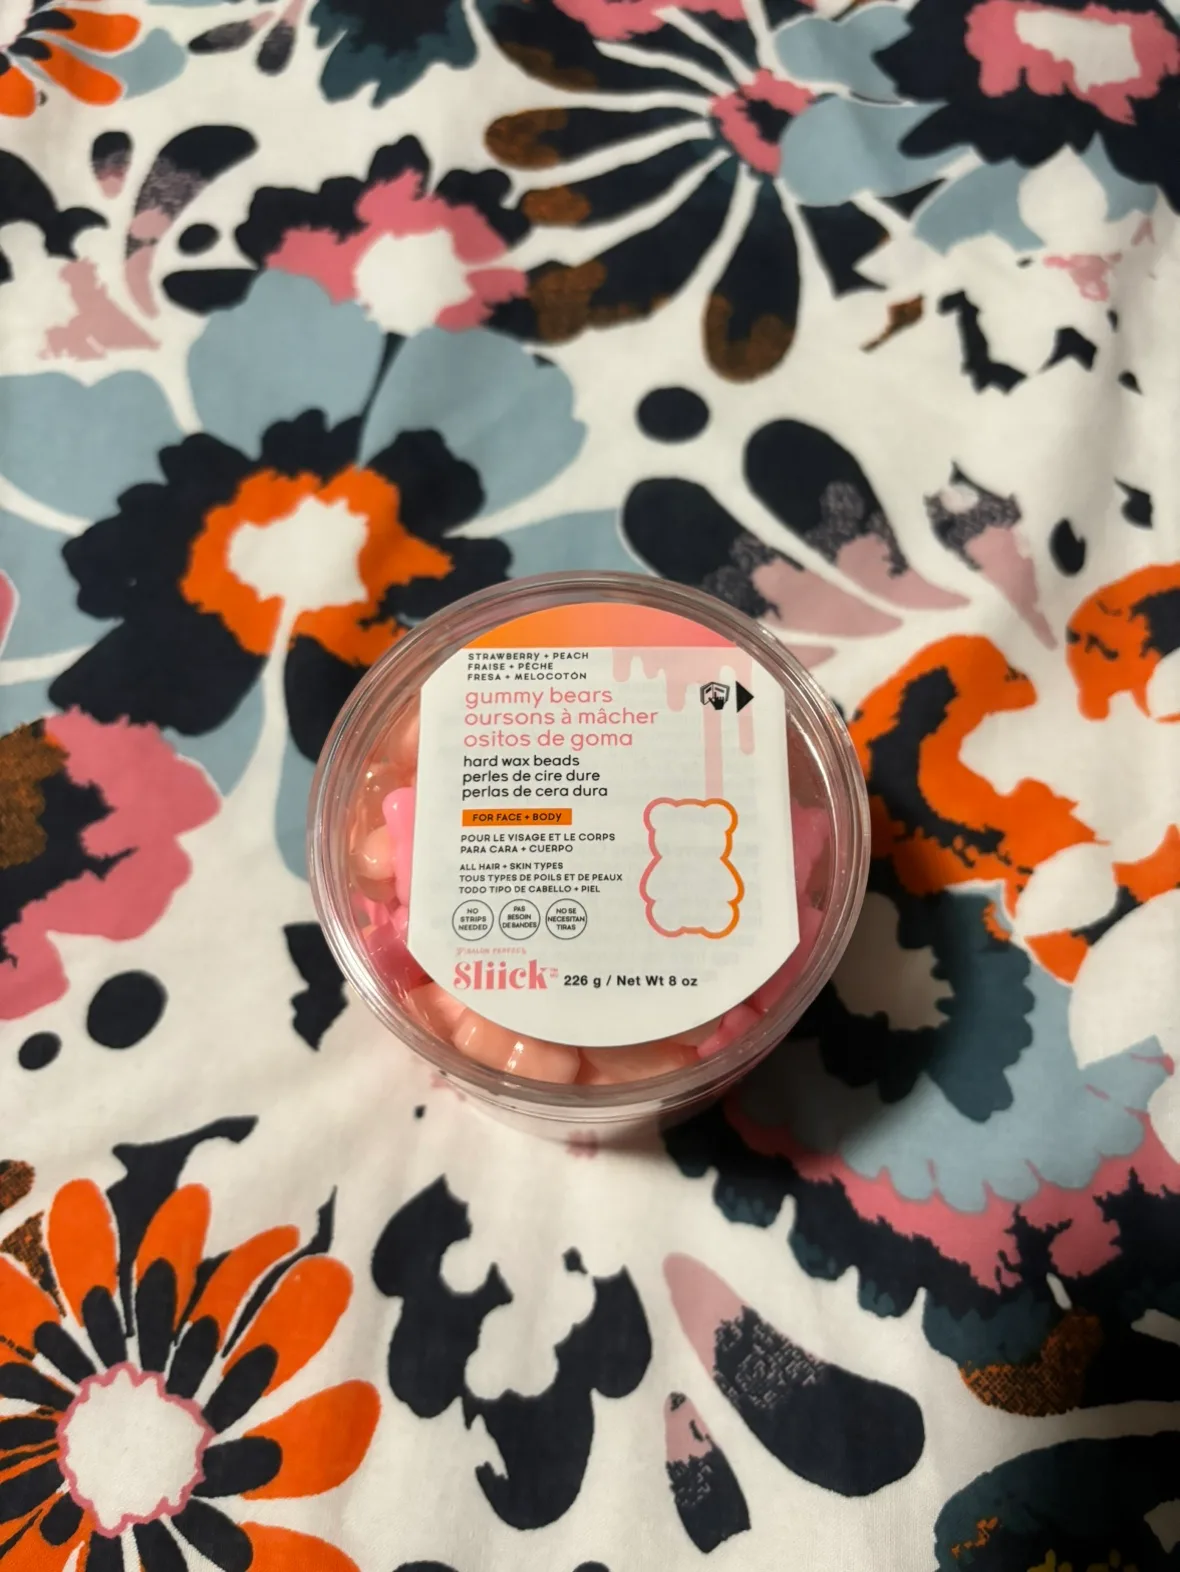 STRAWBERRY + PEACH
FRAISE + PÊCHE
FRESA + MELOCOTÓN
gummy bears
oursons à mâcher
ositos de goma
hard wax beads
perles de cire dure
perlas de cera dura
FOR FACE + BODY
POUR LE VISAGE ET LE CORPS
PARA CARA + CUERPO
ALL HAIR + SKIN TYPES
TOUS TYPES DE POILS ET DE PEAUX
TODO TIPO DE CABELLO + PIEL
NO
STRIPS
NEEDED
PAS
BESOIN
DE BANDES
NO SE
NECESITAN
TIRAS
SALON PERFECT
Sliick
226 g / Net Wt 8 oz